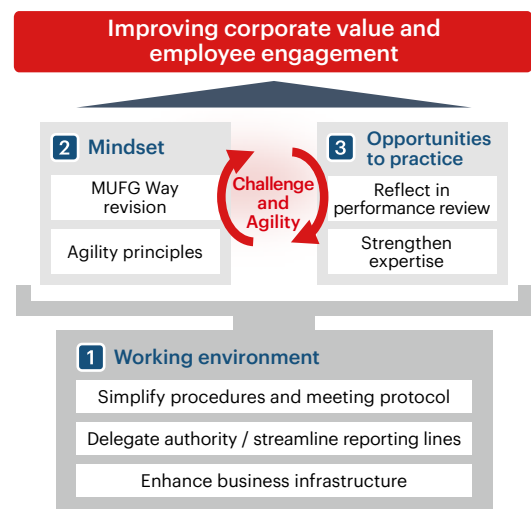 Improving corporate value and
employee engagement
2 Mindset
MUFG Way
revision
Agility principles
Challenge
and
Agility
3 Opportunities
to practice
Reflect in
performance review
Strengthen
expertise
1 Working environment
Simplify procedures and meeting protocol
Delegate authority / streamline reporting lines
Enhance business infrastructure